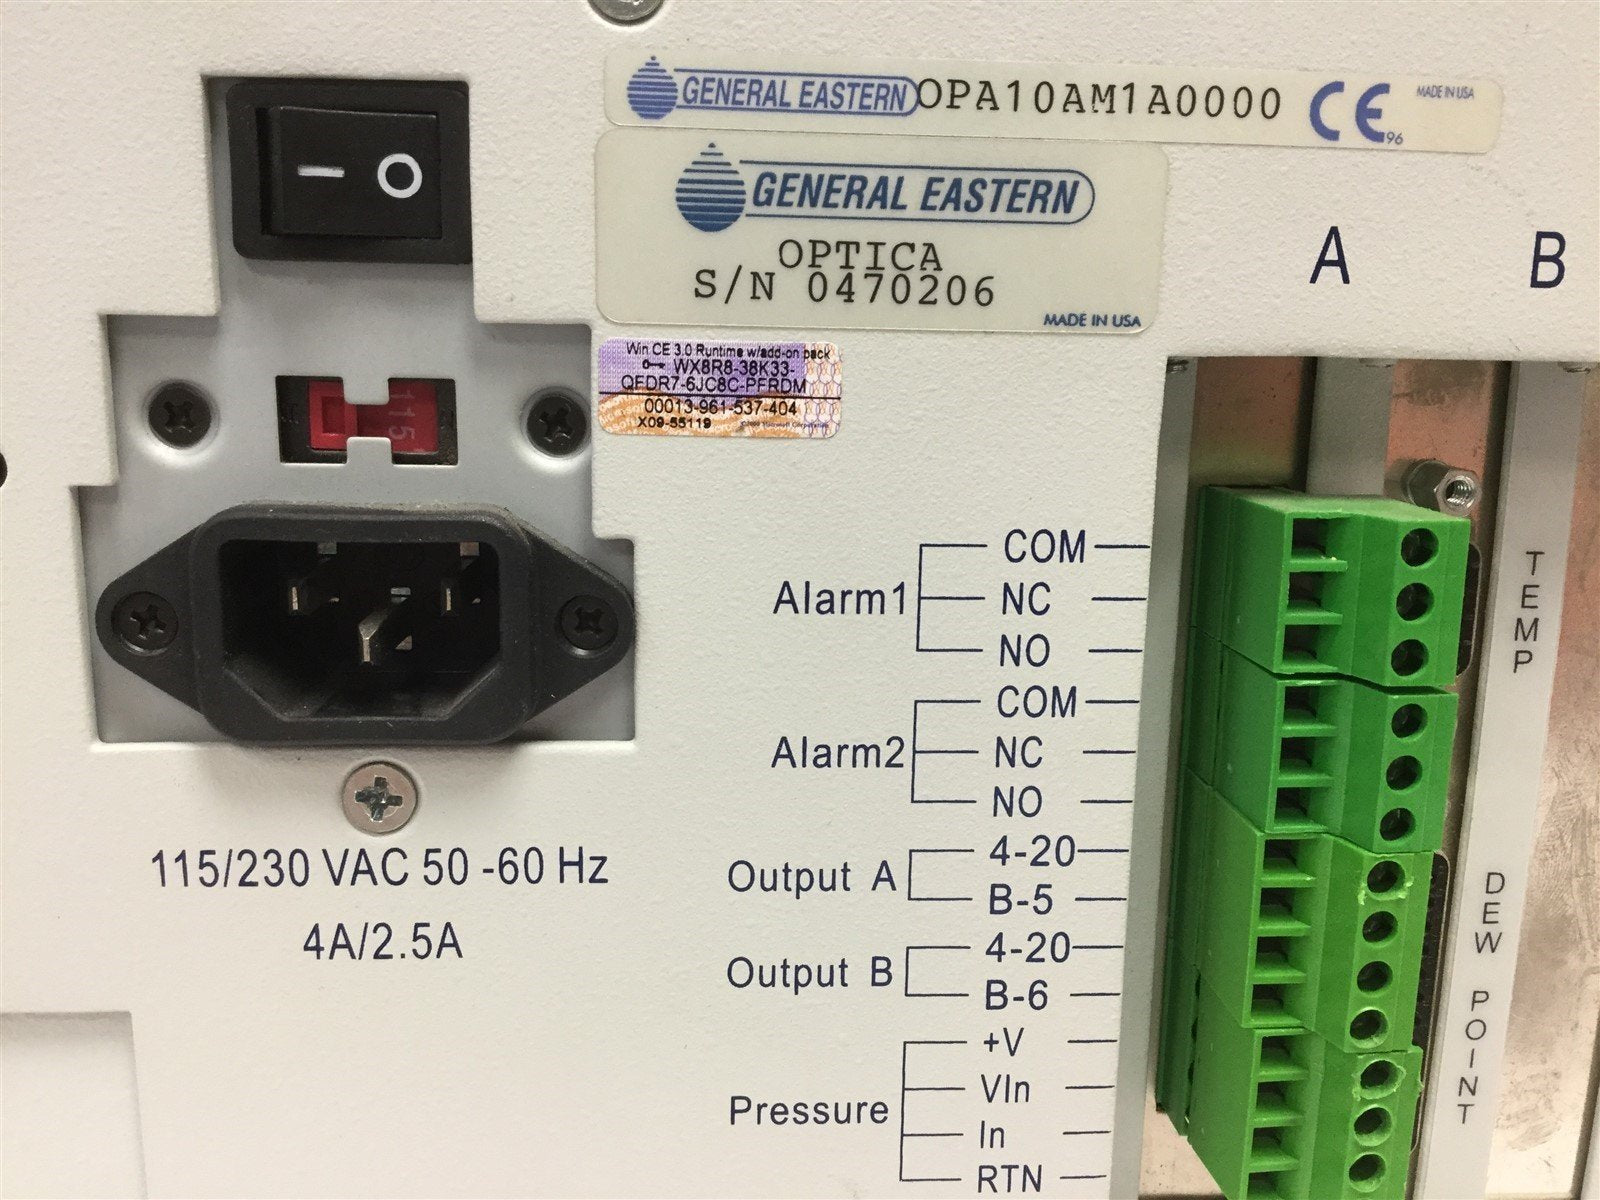 GENERAL EASTERN OPA10AM1A0000 CE 96 MADE IN USA
GENERAL EASTERN
OPTICA
S/N 0470206
MADE IN USA
Win CE 3.0 Runtime w/add-on pack
WX8R8-38K33-
QFDR7-6JC8C-PFRDM
00013-961-537-404
X09-55119
115
115/230 VAC 50 -60 Hz
4A/2.5A
A
B
Alarm1
COM
NC
NO
Alarm2
COM
NC
NO
Output A
4-20
B-5
Output B
4-20
B-6
Pressure
+V
VIn
In
RTN
TEMP
DEW POINT